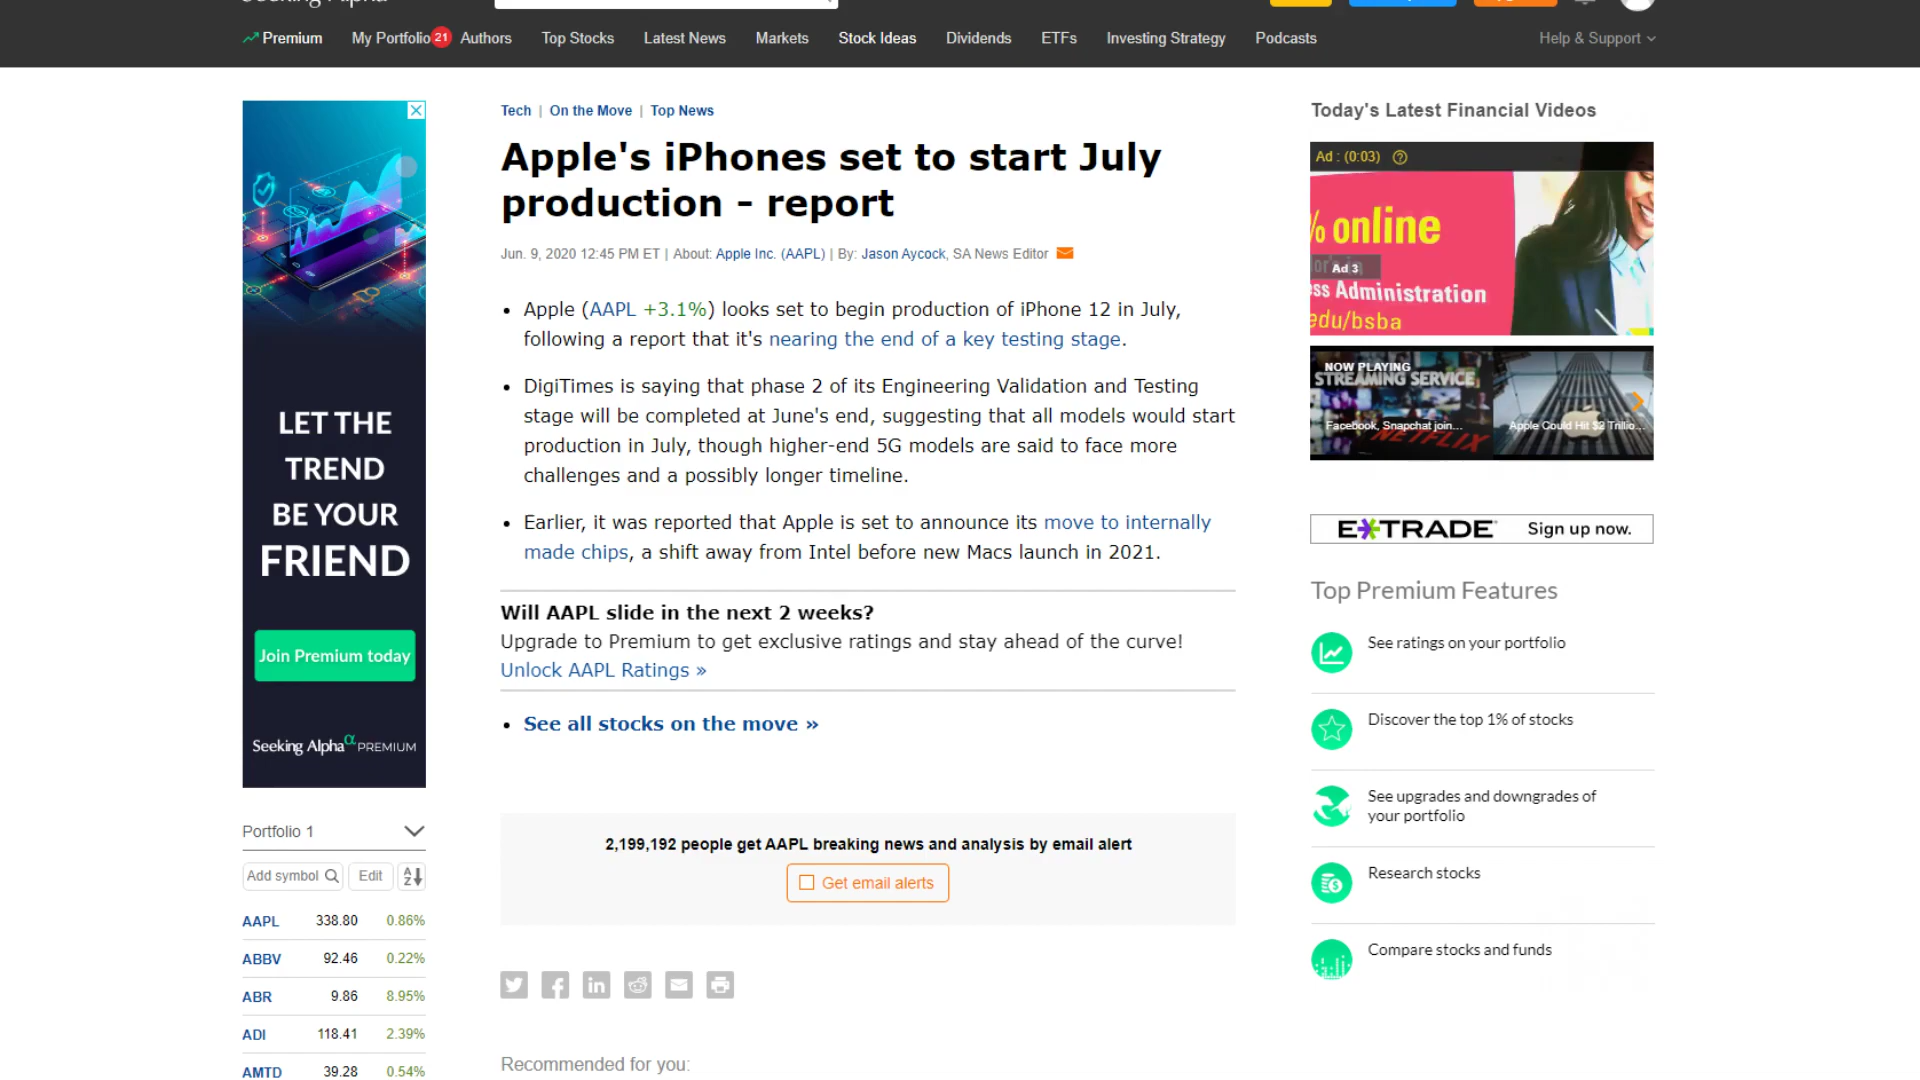 Seeking Alpha
Premium
My Portfolio 21
Authors
Top Stocks
Latest News
Markets
Stock Ideas
Dividends
ETFs
Investing Strategy
Podcasts
Help & Support
LET THE
TREND
BE YOUR
FRIEND
Join Premium today
Seeking Alphaα PREMIUM
Portfolio 1
Add symbol
Edit
A
Z
AAPL 338.80 0.86%
ABBV 92.46 0.22%
ABR 9.86 8.95%
ADI 118.41 2.39%
AMTD 39.28 0.54%
Tech | On the Move | Top News
Apple's iPhones set to start July
production - report
Jun. 9, 2020 12:45 PM ET | About: Apple Inc. (AAPL) | By: Jason Aycock, SA News Editor
• Apple (AAPL +3.1%) looks set to begin production of iPhone 12 in July,
following a report that it's nearing the end of a key testing stage.
• DigiTimes is saying that phase 2 of its Engineering Validation and Testing
stage will be completed at June's end, suggesting that all models would start
production in July, though higher-end 5G models are said to face more
challenges and a possibly longer timeline.
• Earlier, it was reported that Apple is set to announce its move to internally
made chips, a shift away from Intel before new Macs launch in 2021.
Will AAPL slide in the next 2 weeks?
Upgrade to Premium to get exclusive ratings and stay ahead of the curve!
Unlock AAPL Ratings »
• See all stocks on the move »
2,199,192 people get AAPL breaking news and analysis by email alert
Get email alerts
Recommended for you:
Today's Latest Financial Videos
Ad : (0:03) ?
% online
Ad 3
ss Administration
edu/bsba
NOW PLAYING
STREAMING SERVICE
Facebook, Snapchat join...
NETFLIX
Apple Could Hit $2 Trillio...
E*TRADE Sign up now.
Top Premium Features
See ratings on your portfolio
Discover the top 1% of stocks
See upgrades and downgrades of
your portfolio
Research stocks
Compare stocks and funds